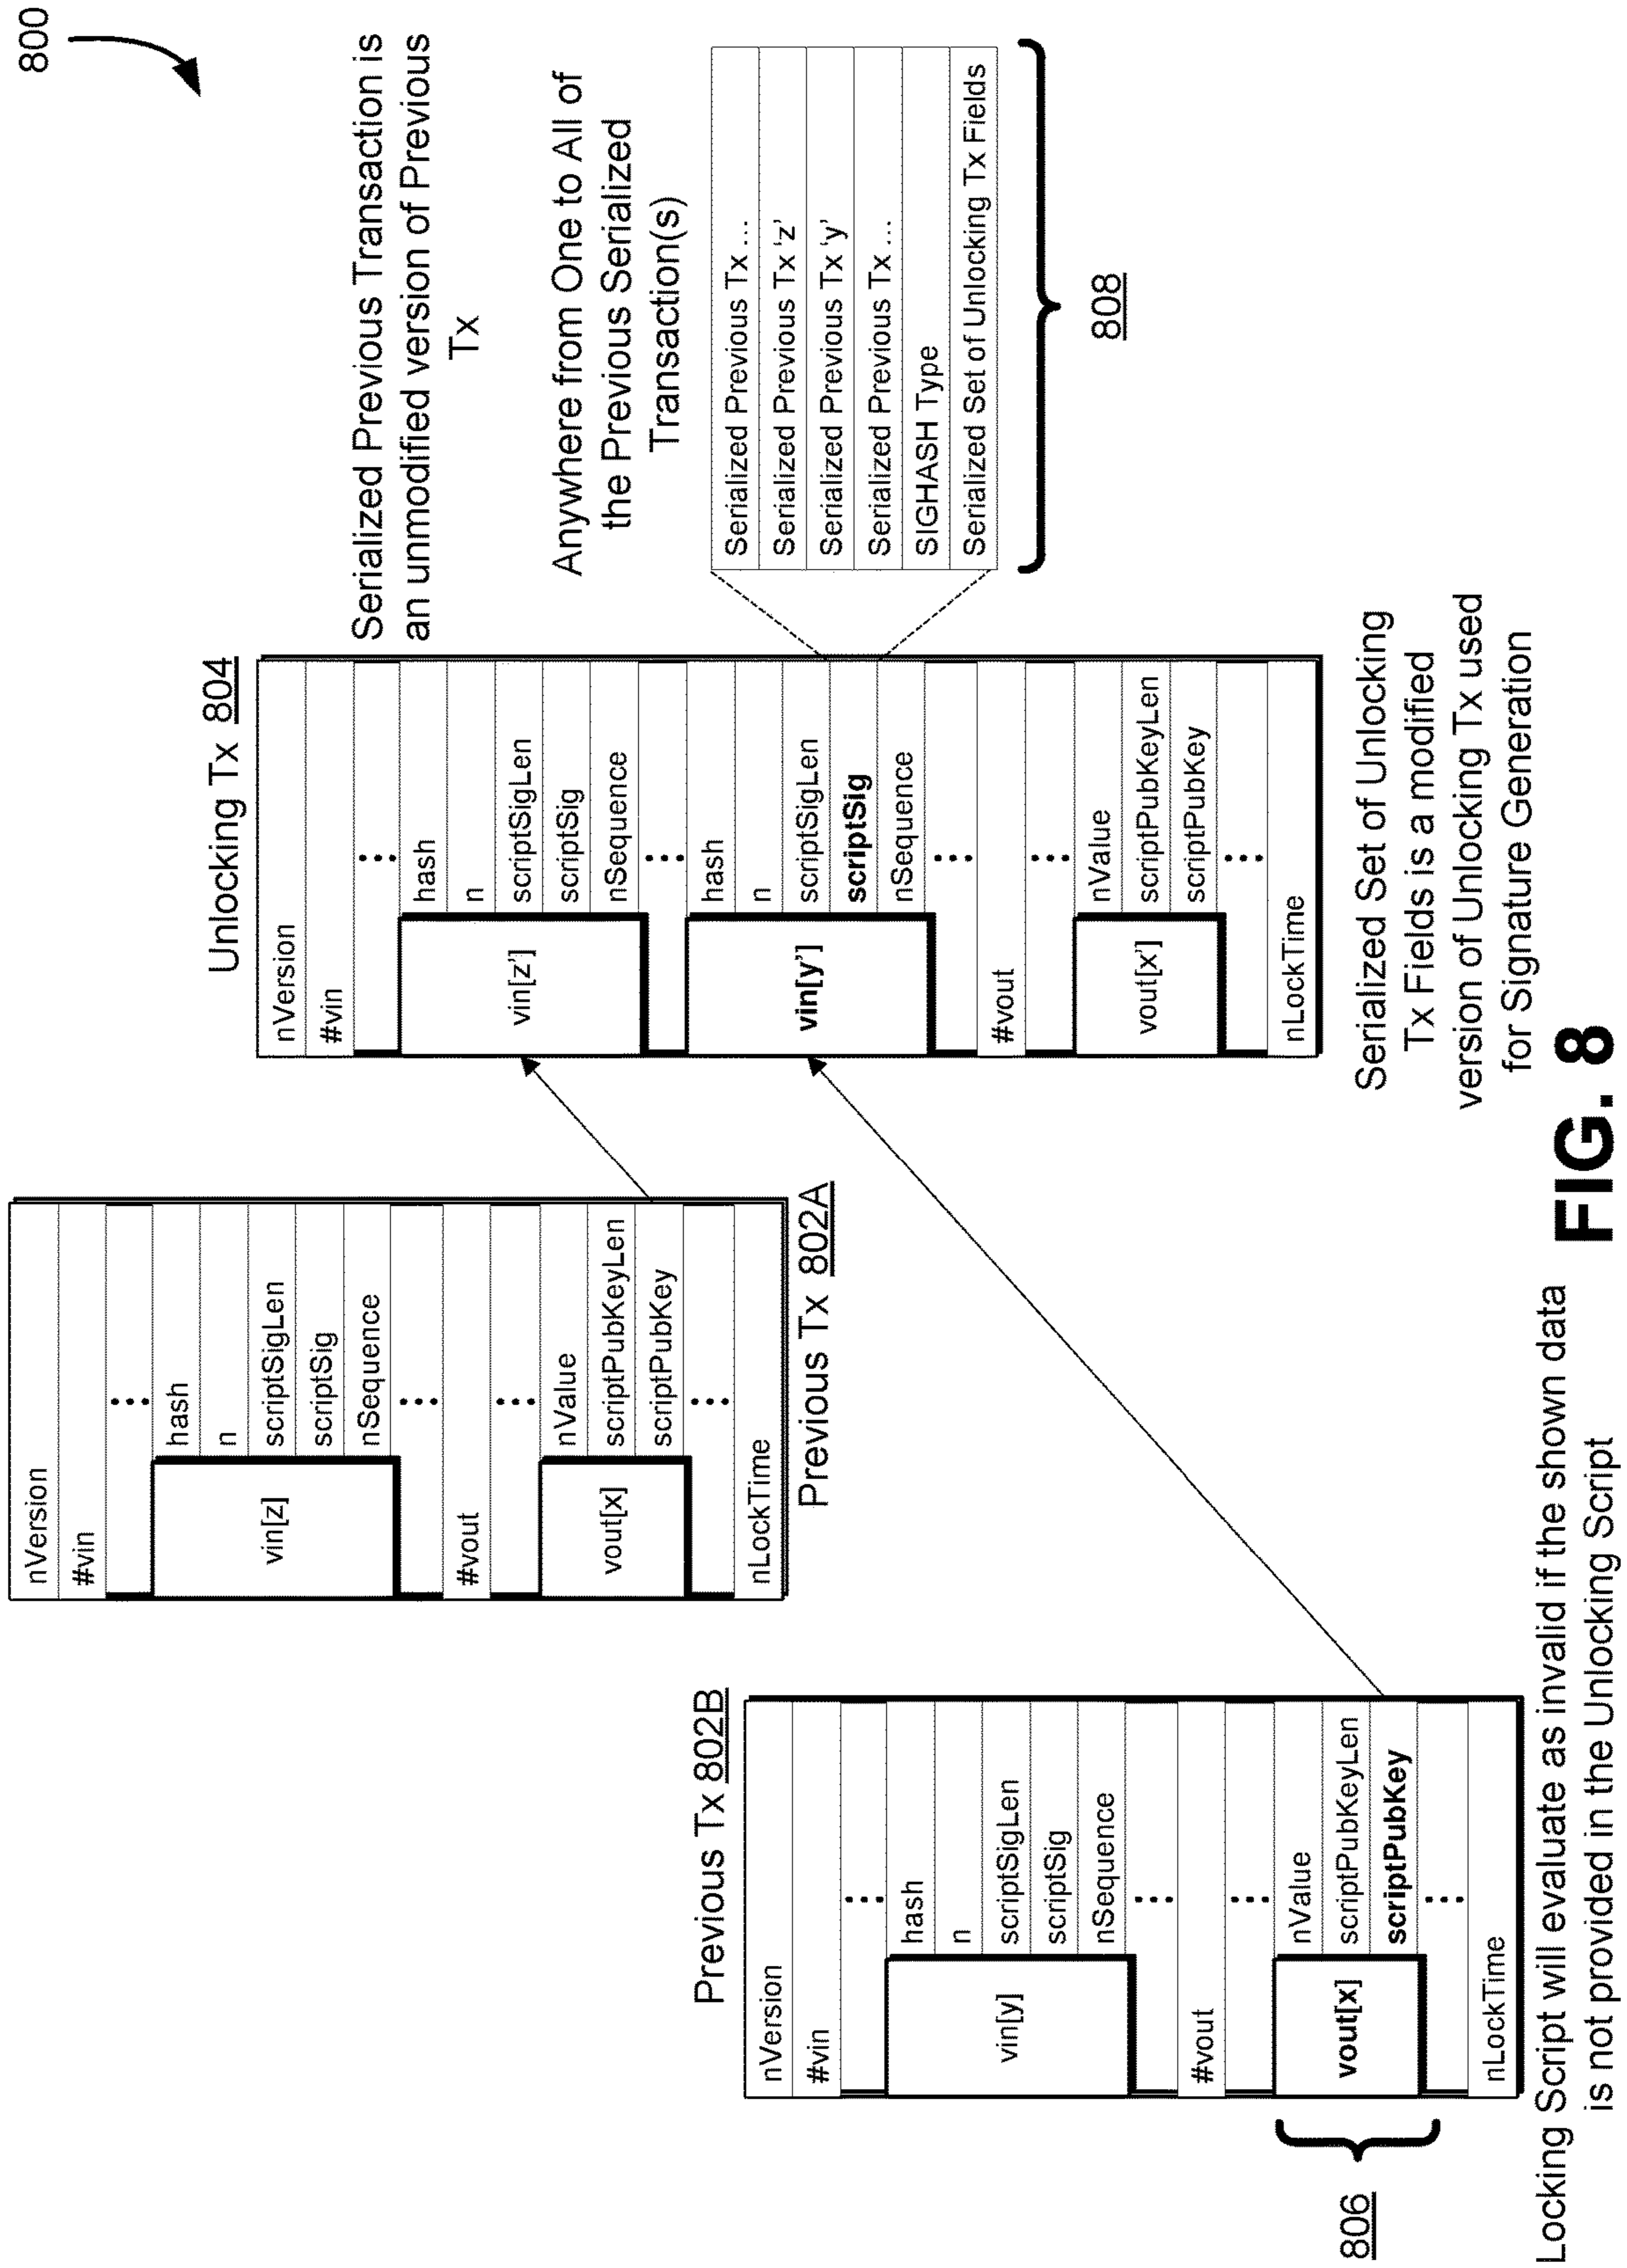 800
Previous Tx 802B
nVersion
#vin
...
vin[y]
hash
n
scriptSigLen
scriptSig
nSequence
...
#vout
...
vout[x]
nValue
scriptPubKeyLen
scriptPubKey
...
nLockTime
806
Locking Script will evaluate as invalid if the shown data
is not provided in the Unlocking Script
nVersion
#vin
...
vin[z]
hash
n
scriptSigLen
scriptSig
nSequence
...
#vout
...
vout[x]
nValue
scriptPubKeyLen
scriptPubKey
...
nLockTime
Previous Tx 802A
Unlocking Tx 804
nVersion
#vin
...
vin[z']
hash
n
scriptSigLen
scriptSig
nSequence
...
vin[y']
hash
n
scriptSigLen
scriptSig
nSequence
...
#vout
...
vout[x']
nValue
scriptPubKeyLen
scriptPubKey
...
nLockTime
Serialized Set of Unlocking
Tx Fields is a modified
version of Unlocking Tx used
for Signature Generation
Serialized Previous Transaction is
an unmodified version of Previous
Tx
Anywhere from One to All of
the Previous Serialized
Transaction(s)
Serialized Previous Tx ...
Serialized Previous Tx 'z'
Serialized Previous Tx 'y'
Serialized Previous Tx ...
SIGHASH Type
Serialized Set of Unlocking Tx Fields
808
FIG. 8